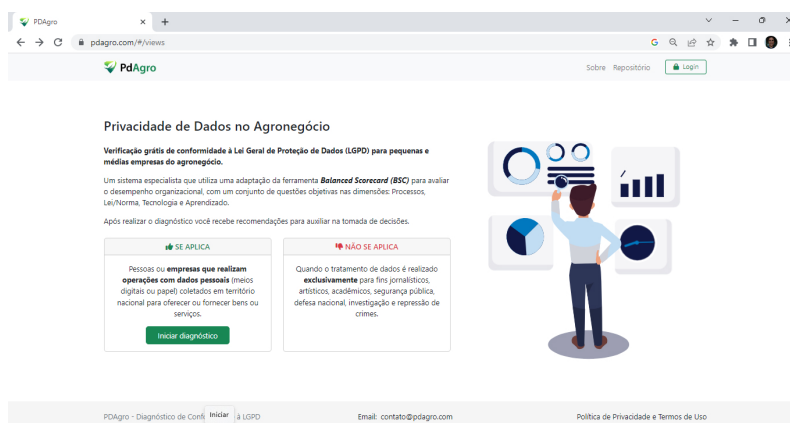 PDAgro
pdagro.com/#/views
PdAgro
Sobre Repositório Login
Privacidade de Dados no Agronegócio
Verificação grátis de conformidade à Lei Geral de Proteção de Dados (LGPD) para pequenas e
médias empresas do agronegócio.
Um sistema especialista que utiliza uma adaptação da ferramenta Balanced Scorecard (BSC) para avaliar
o desempenho organizacional, com um conjunto de questões objetivas nas dimensões: Processos,
Lei/Norma, Tecnologia e Aprendizado.
Após realizar o diagnóstico você recebe recomendações para auxiliar na tomada de decisões.
SE APLICA
Pessoas ou empresas que realizam
operações com dados pessoais (meios
digitais ou papel) coletados em território
nacional para oferecer ou fornecer bens ou
serviços.
Iniciar diagnóstico
NÃO SE APLICA
Quando o tratamento de dados é realizado
exclusivamente para fins jornalísticos,
artísticos, acadêmicos, segurança pública,
defesa nacional, investigação e repressão de
crimes.
PDAgro - Diagnóstico de Conf Iniciar à LGPD
Email: contato@pdagro.com
Política de Privacidade e Termos de Uso